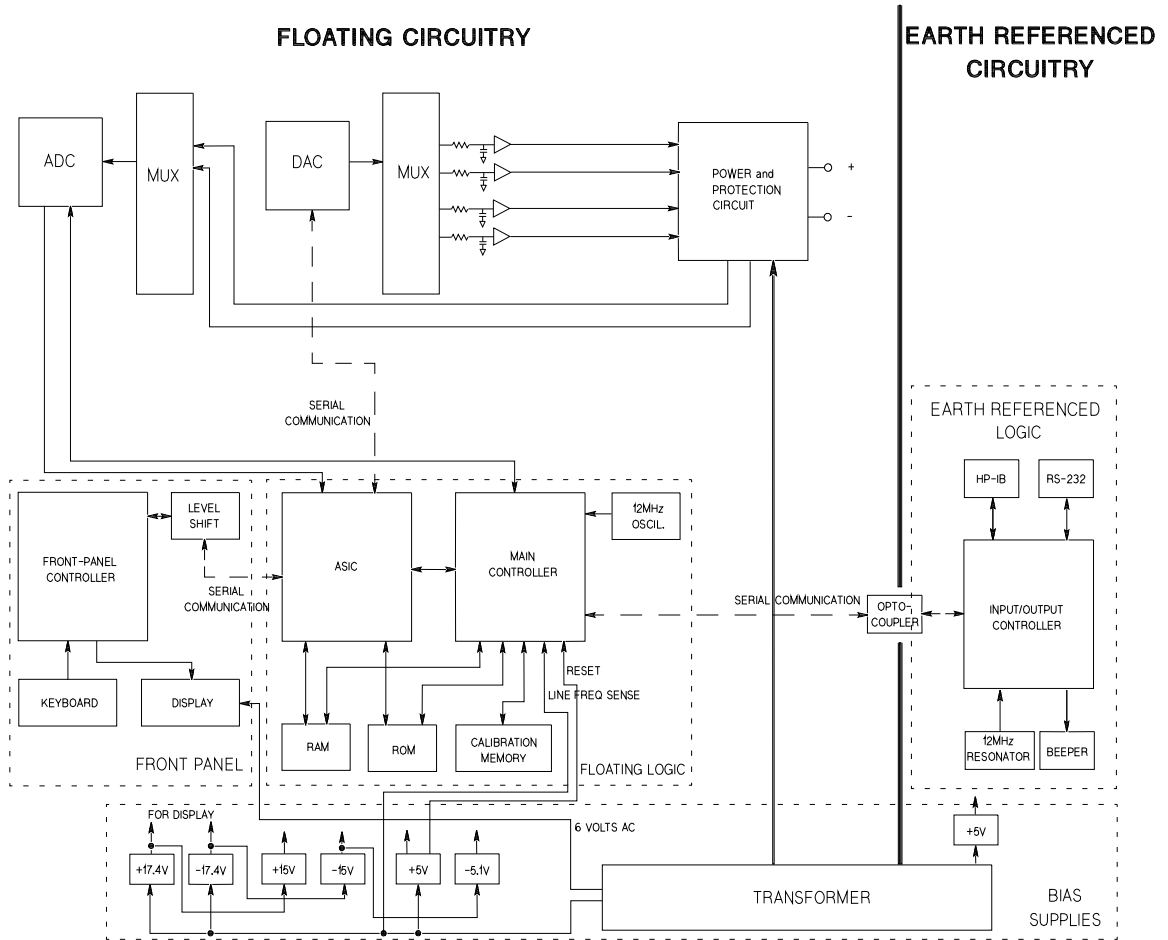 FLOATING CIRCUITRY
EARTH REFERENCED
CIRCUITRY
ADC
MUX
DAC
MUX
POWER and
PROTECTION
CIRCUIT
+
-
SERIAL
COMMUNICATION
EARTH REFERENCED
LOGIC
HP-IB
RS-232
LEVEL
SHIFT
12MHz
OSCIL.
FRONT-PANEL
CONTROLLER
ASIC
MAIN
CONTROLLER
SERIAL
COMMUNICATION
SERIAL COMMUNICATION
OPTO-
COUPLER
INPUT/OUTPUT
CONTROLLER
RESET
LINE FREQ SENSE
KEYBOARD
DISPLAY
RAM
ROM
CALIBRATION
MEMORY
12MHz
RESONATOR
BEEPER
FRONT PANEL
FLOATING LOGIC
FOR DISPLAY
6 VOLTS AC
+5V
+17.4V
-17.4V
+15V
-15V
+5V
-5.1V
TRANSFORMER
BIAS
SUPPLIES